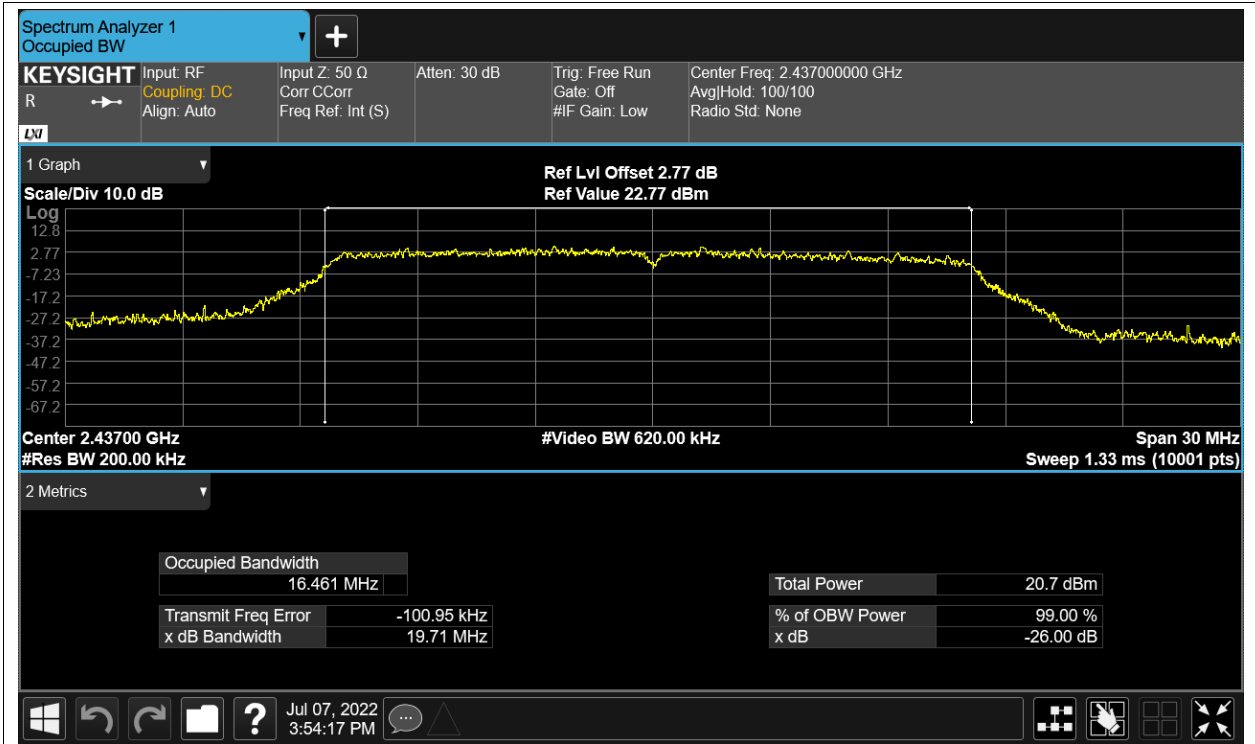 Spectrum Analyzer 1
Occupied BW
KEYSIGHT
R
LXI
Input: RF
Coupling: DC
Align: Auto
Input Z: 50 Ω
Corr CCorr
Freq Ref: Int (S)
Atten: 30 dB
Trig: Free Run
Gate: Off
#IF Gain: Low
Center Freq: 2.437000000 GHz
Avg|Hold: 100/100
Radio Std: None
1 Graph
Scale/Div 10.0 dB
Ref Lvl Offset 2.77 dB
Ref Value 22.77 dBm
Log
12.8
2.77
-7.23
-17.2
-27.2
-37.2
-47.2
-57.2
-67.2
Center 2.43700 GHz
#Res BW 200.00 kHz
#Video BW 620.00 kHz
Span 30 MHz
Sweep 1.33 ms (10001 pts)
2 Metrics
Occupied Bandwidth
16.461 MHz
Transmit Freq Error -100.95 kHz
x dB Bandwidth 19.71 MHz
Total Power 20.7 dBm
% of OBW Power 99.00 %
x dB -26.00 dB
?
Jul 07, 2022
3:54:17 PM